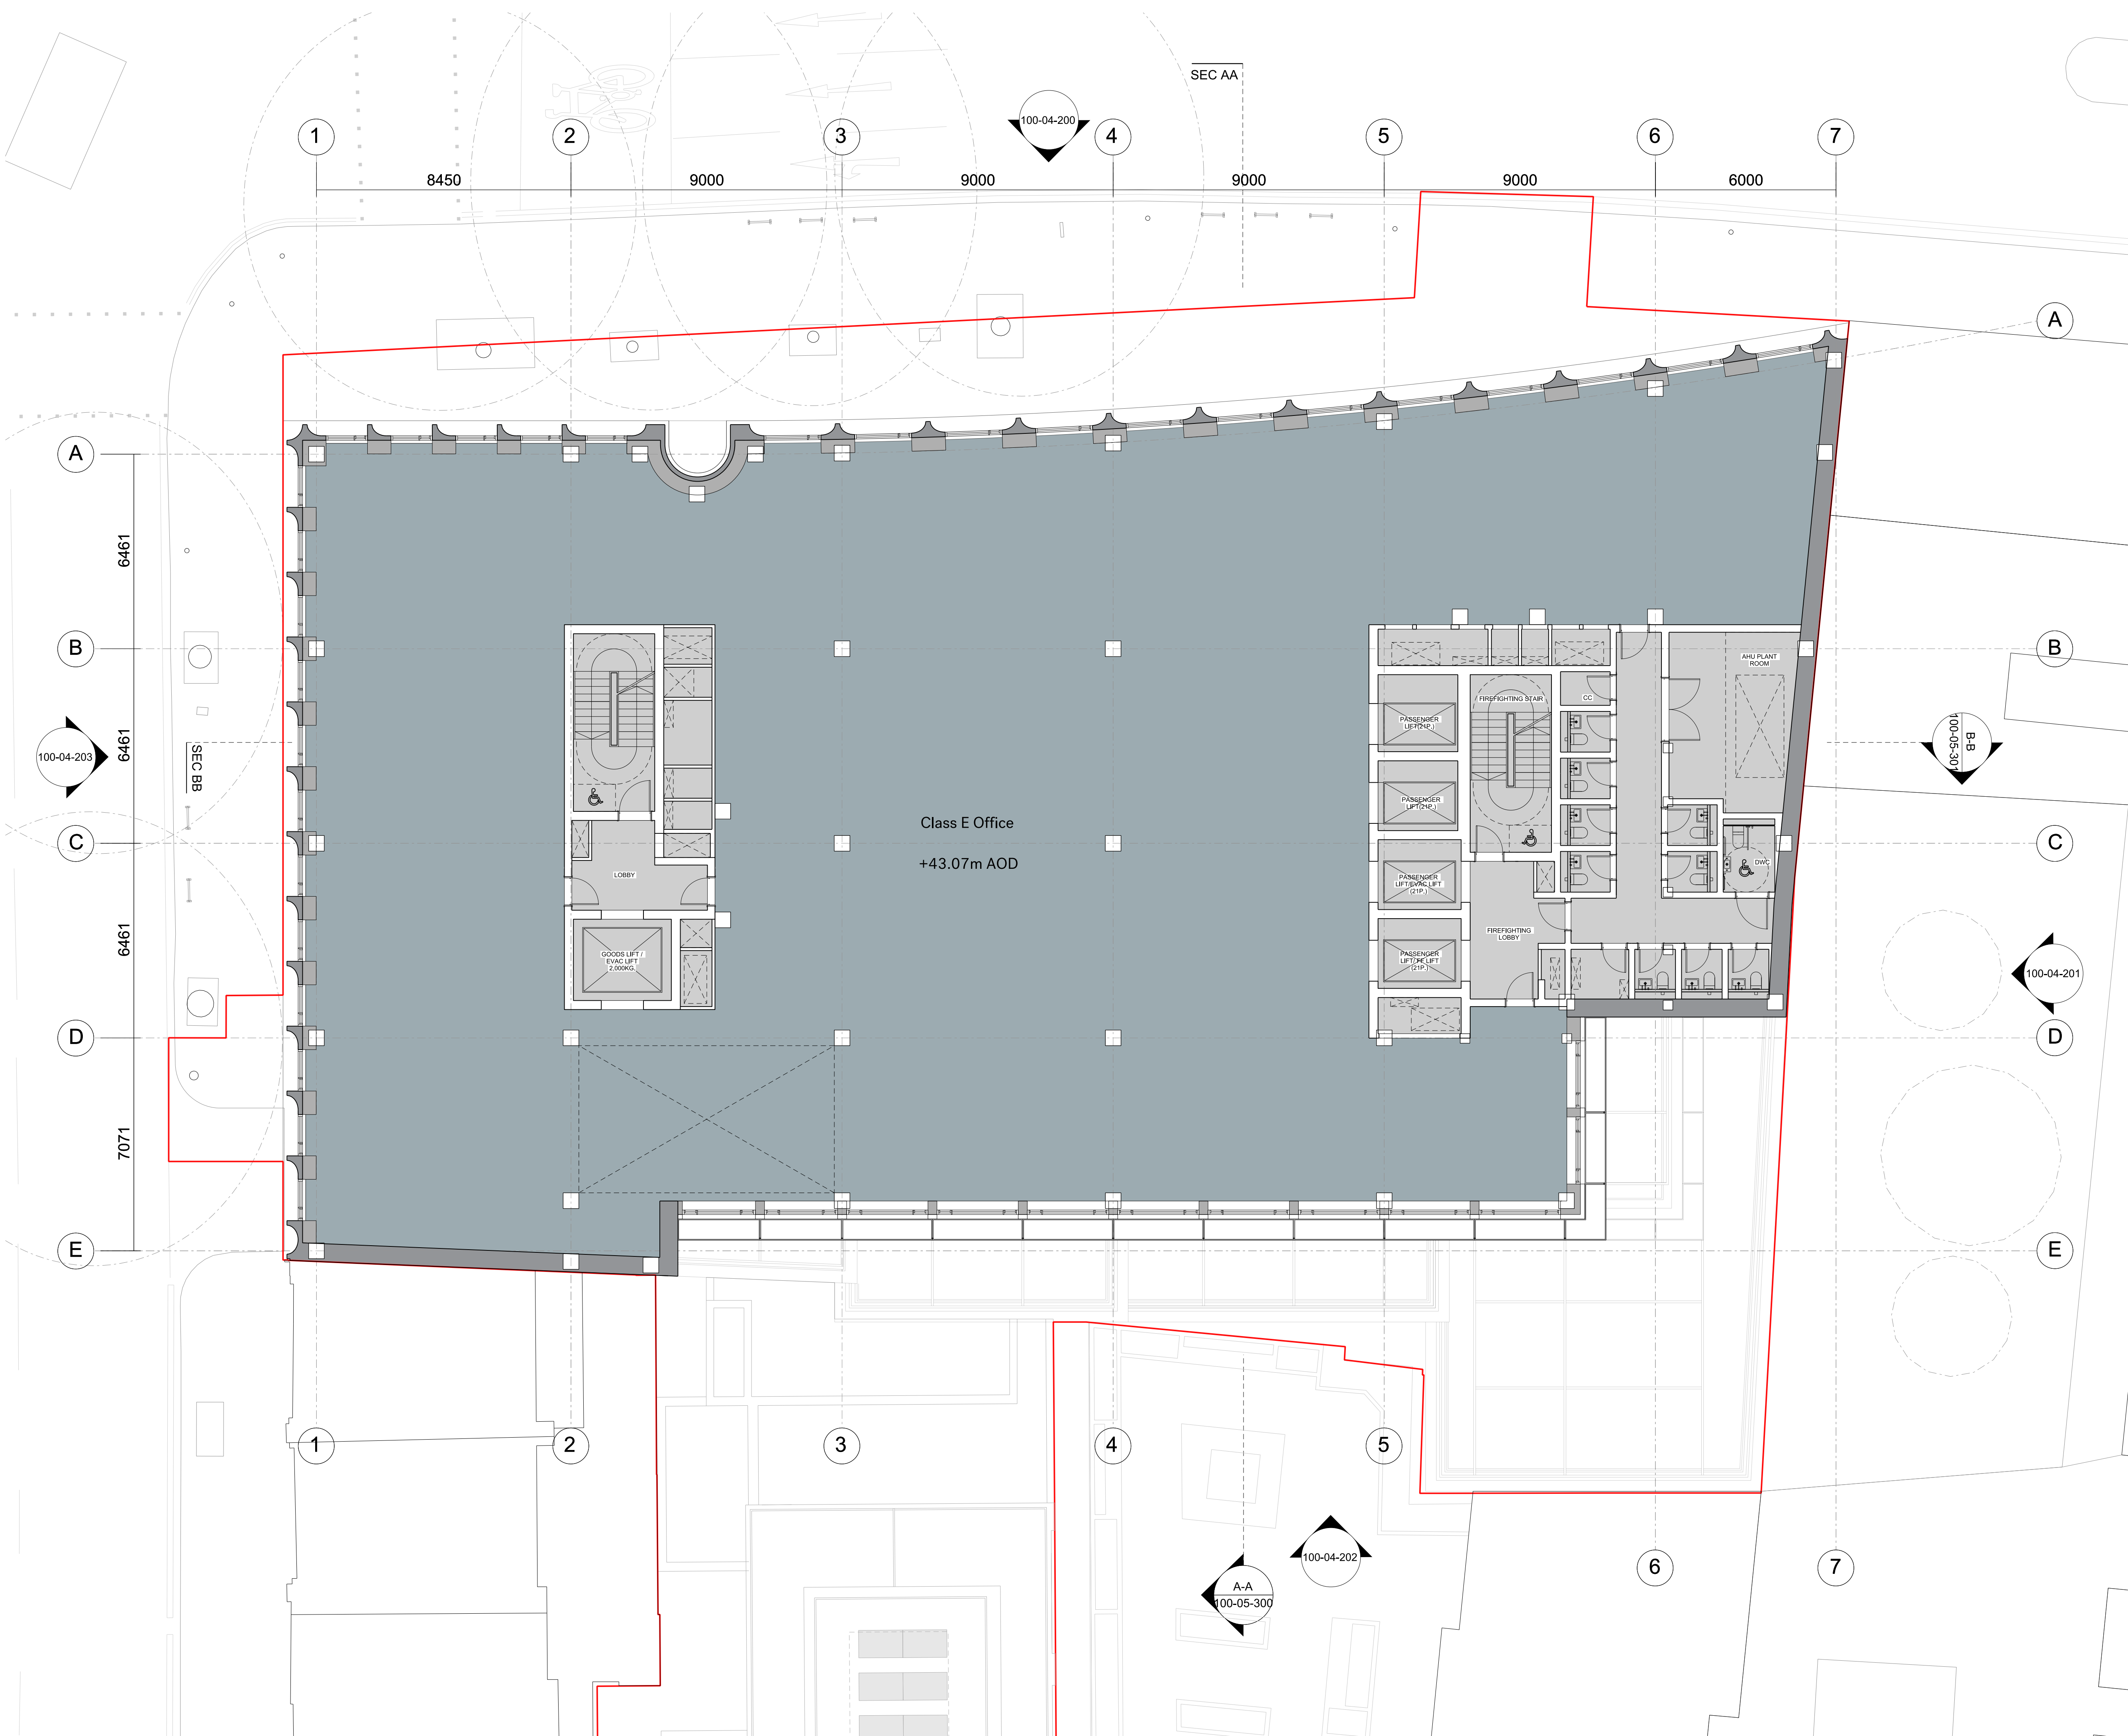 SEC AA
100-04-200
1
2
3
4
5
6
7
8450
9000
9000
9000
9000
6000
A
A
6461
B
B
6461
100-04-203
SEC BB
B-B
100-05-301
C
C
6461
100-04-201
D
D
7071
E
E
AHU PLANT
ROOM
FIREFIGHTING STAIR
CC
PASSENGER
LIFT(21P.)
PASSENGER
LIFT(21P.)
PASSENGER
LIFT/EVAC LIFT
(21P.)
PASSENGER
LIFT/FF LIFT
(21P.)
FIREFIGHTING
LOBBY
DWC
Class E Office
+43.07m AOD
LOBBY
GOODS LIFT /
EVAC LIFT
2,000KG.
1
2
3
4
5
6
7
100-04-202
A-A
100-05-300